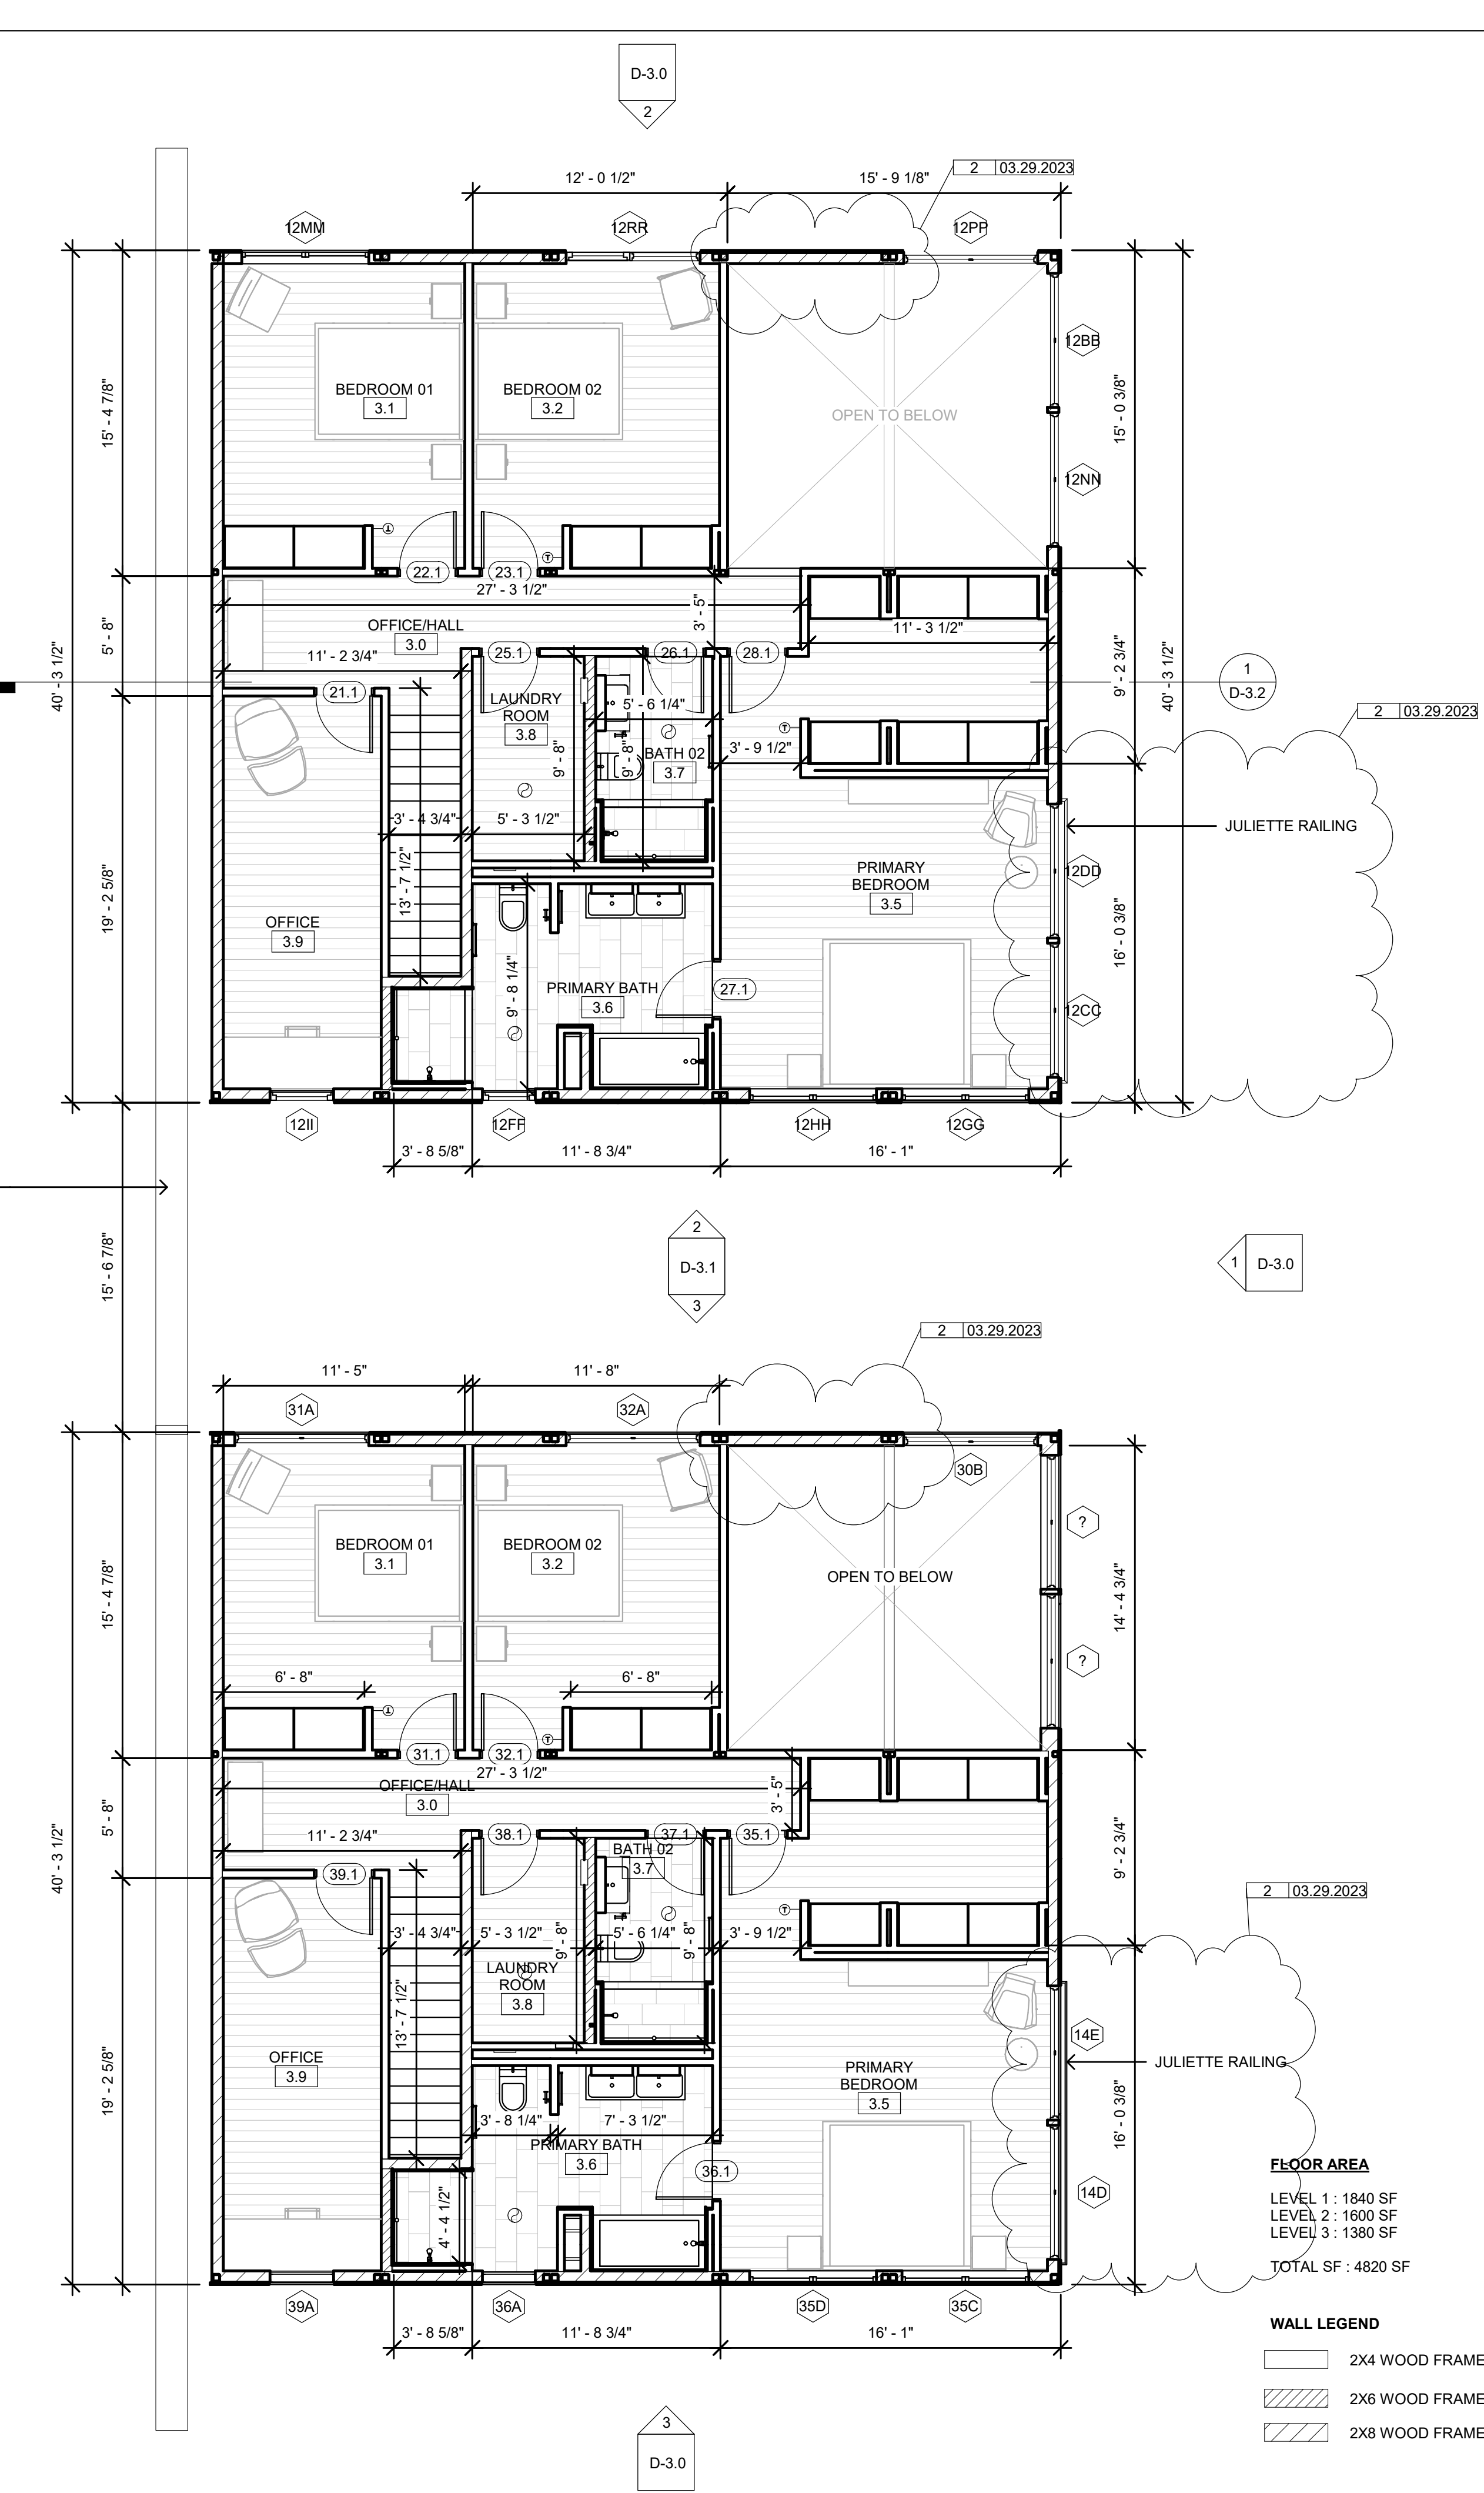 D-3.0
2
2 03.29.2023
12' - 0 1/2"
15' - 9 1/8"
12MM
12RR
12PP
12BB
12NN
15' - 4 7/8"
15' - 0 3/8"
BEDROOM 01
3.1
BEDROOM 02
3.2
OPEN TO BELOW
T
T
22.1
23.1
27' - 3 1/2"
3' - 5"
5' - 8"
40' - 3 1/2"
OFFICE/HALL
3.0
11' - 3 1/2"
11' - 2 3/4"
25.1
26.1
28.1
21.1
9' - 2 3/4"
40' - 3 1/2"
1
D-3.2
2 03.29.2023
LAUNDRY
ROOM
3.8
5' - 6 1/4"
9' - 8"
9' - 8"
BATH 02
3.7
T
3' - 9 1/2"
3' - 4 3/4"
5' - 3 1/2"
13' - 7 1/2"
JULIETTE RAILING
12DD
PRIMARY
BEDROOM
3.5
19' - 2 5/8"
OFFICE
3.9
16' - 0 3/8"
9' - 8 1/4"
PRIMARY BATH
3.6
27.1
12CC
12II
12FF
12HH
12GG
3' - 8 5/8"
11' - 8 3/4"
16' - 1"
15' - 6 7/8"
2
D-3.1
3
1 D-3.0
2 03.29.2023
11' - 5"
11' - 8"
31A
32A
30B
?
?
15' - 4 7/8"
14' - 4 3/4"
BEDROOM 01
3.1
BEDROOM 02
3.2
OPEN TO BELOW
6' - 8"
6' - 8"
T
T
31.1
32.1
27' - 3 1/2"
OFFICE/HALL
3.0
3' - 5"
5' - 8"
40' - 3 1/2"
11' - 2 3/4"
38.1
37.1
35.1
39.1
BATH 02
3.7
9' - 2 3/4"
2 03.29.2023
T
3' - 4 3/4"
5' - 3 1/2"
9' - 8"
5' - 6 1/4"
9' - 8"
3' - 9 1/2"
LAUNDRY
ROOM
3.8
13' - 7 1/2"
14E
JULIETTE RAILING
OFFICE
3.9
PRIMARY
BEDROOM
3.5
19' - 2 5/8"
16' - 0 3/8"
3' - 8 1/4"
7' - 3 1/2"
PRIMARY BATH
3.6
36.1
4' - 4 1/2"
14D
39A
36A
35D
35C
3' - 8 5/8"
11' - 8 3/4"
16' - 1"
FLOOR AREA
LEVEL 1 : 1840 SF
LEVEL 2 : 1600 SF
LEVEL 3 : 1380 SF
TOTAL SF : 4820 SF
WALL LEGEND
2X4 WOOD FRAME
2X6 WOOD FRAME
2X8 WOOD FRAME
3
D-3.0